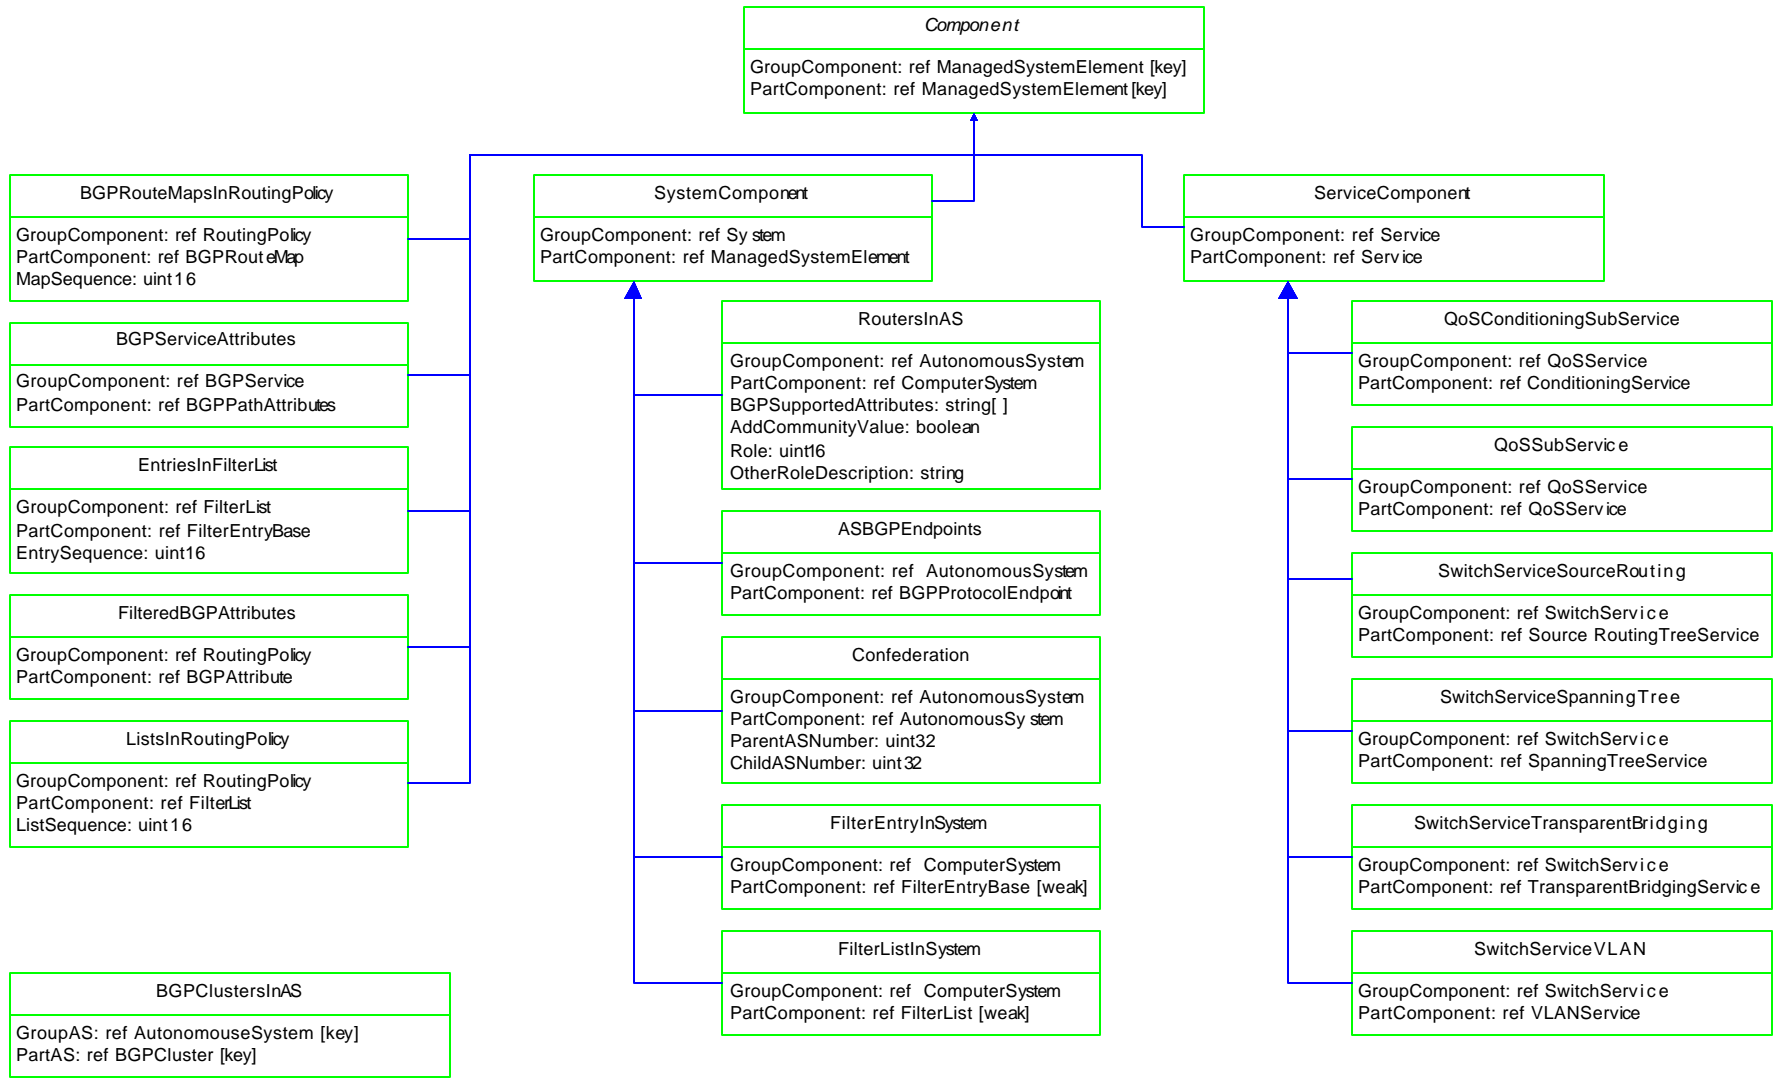 Component
GroupComponent: ref ManagedSystemElement [key]
PartComponent: ref ManagedSystemElement [key]
BGPRouteMapsInRoutingPolicy
GroupComponent: ref RoutingPolicy
PartComponent: ref BGPRouteMap
MapSequence: uint16
BGPServiceAttributes
GroupComponent: ref BGPService
PartComponent: ref BGPPathAttributes
EntriesInFilterList
GroupComponent: ref FilterList
PartComponent: ref FilterEntryBase
EntrySequence: uint16
FilteredBGPAttributes
GroupComponent: ref RoutingPolicy
PartComponent: ref BGPAttribute
ListsInRoutingPolicy
GroupComponent: ref RoutingPolicy
PartComponent: ref FilterList
ListSequence: uint16
BGPClustersInAS
GroupAS: ref AutonomouseSystem [key]
PartAS: ref BGPCluster [key]
SystemComponent
GroupComponent: ref System
PartComponent: ref ManagedSystemElement
RoutersInAS
GroupComponent: ref AutonomousSystem
PartComponent: ref ComputerSystem
BGPSupportedAttributes: string[ ]
AddCommunityValue: boolean
Role: uint16
OtherRoleDescription: string
ASBGPEndpoints
GroupComponent: ref AutonomousSystem
PartComponent: ref BGPProtocolEndpoint
Confederation
GroupComponent: ref AutonomousSystem
PartComponent: ref AutonomousSystem
ParentASNumber: uint32
ChildASNumber: uint32
FilterEntryInSystem
GroupComponent: ref ComputerSystem
PartComponent: ref FilterEntryBase [weak]
FilterListInSystem
GroupComponent: ref ComputerSystem
PartComponent: ref FilterList [weak]
ServiceComponent
GroupComponent: ref Service
PartComponent: ref Service
QoSConditioningSubService
GroupComponent: ref QoSService
PartComponent: ref ConditioningService
QoSSubService
GroupComponent: ref QoSService
PartComponent: ref QoSService
SwitchServiceSourceRouting
GroupComponent: ref SwitchService
PartComponent: ref Source RoutingTreeService
SwitchServiceSpanningTree
GroupComponent: ref SwitchService
PartComponent: ref SpanningTreeService
SwitchServiceTransparentBridging
GroupComponent: ref SwitchService
PartComponent: ref TransparentBridgingService
SwitchServiceVLAN
GroupComponent: ref SwitchService
PartComponent: ref VLANService